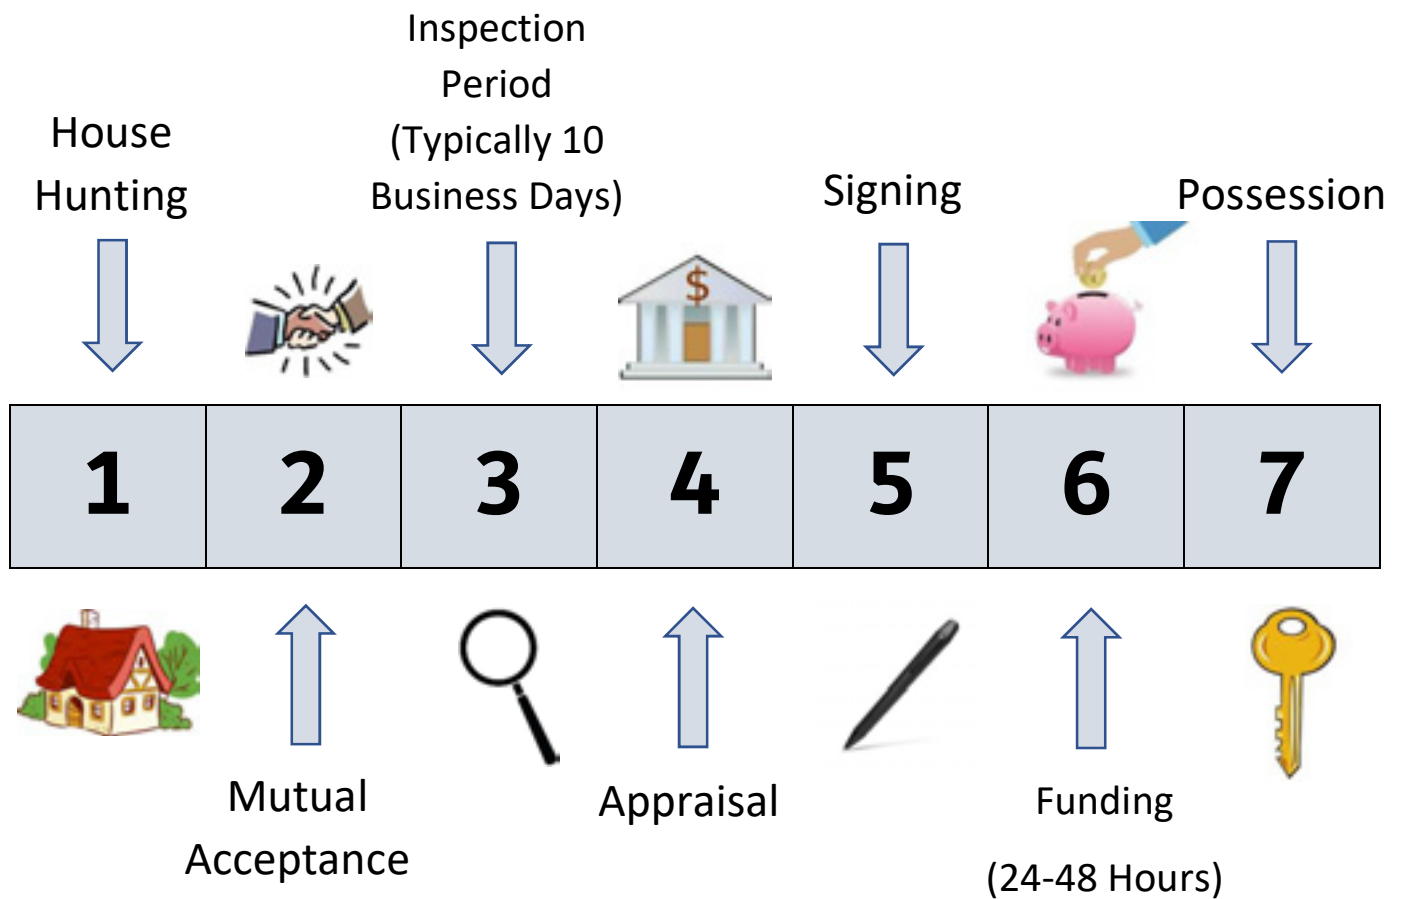 Inspection
Period
(Typically 10
Business Days)
House
Hunting
Signing
Possession
$
1 2 3 4 5 6 7
Mutual
Acceptance
Appraisal
Funding
(24-48 Hours)